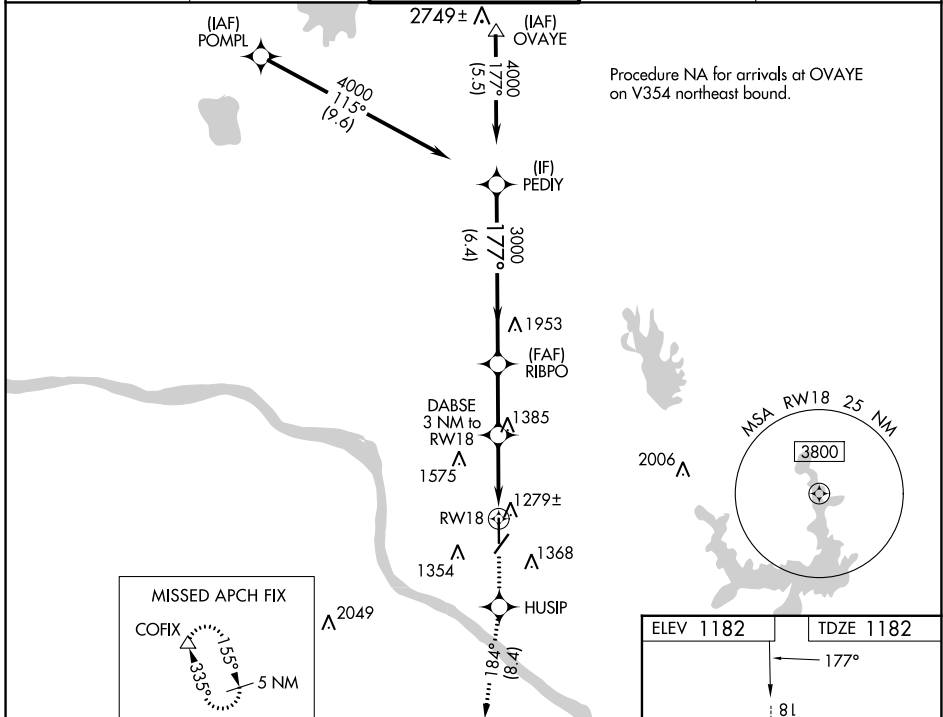 (IAF)
POMPL
2749±
(IAF)
OVAYE
4000
115°
(9.6)
4000
177°
(5.5)
Procedure NA for arrivals at OVAYE
on V354 northeast bound.
(IF)
PEDIY
3000
177°
(6.4)
1953
(FAF)
RIBPO
DABSE
3 NM to
RW18
1385
1575
2006
MSA RW18 25 NM
3800
RW18
1279±
1354
1368
HUSIP
184°
(8.4)
2049
MISSED APCH FIX
COFIX
155°
335°
5 NM
ELEV 1182
TDZE 1182
177°
18